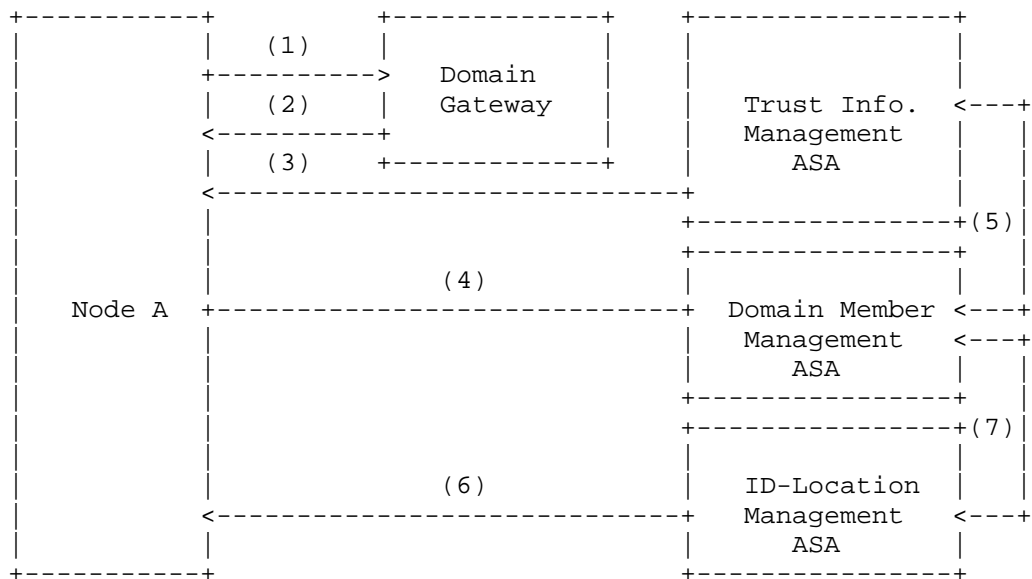 (1)
Domain
(2) Gateway Trust Info.
Management
(3) ASA
(5)
(4)
Node A Domain Member
Management
ASA
(7)
(6) ID-Location
Management
ASA